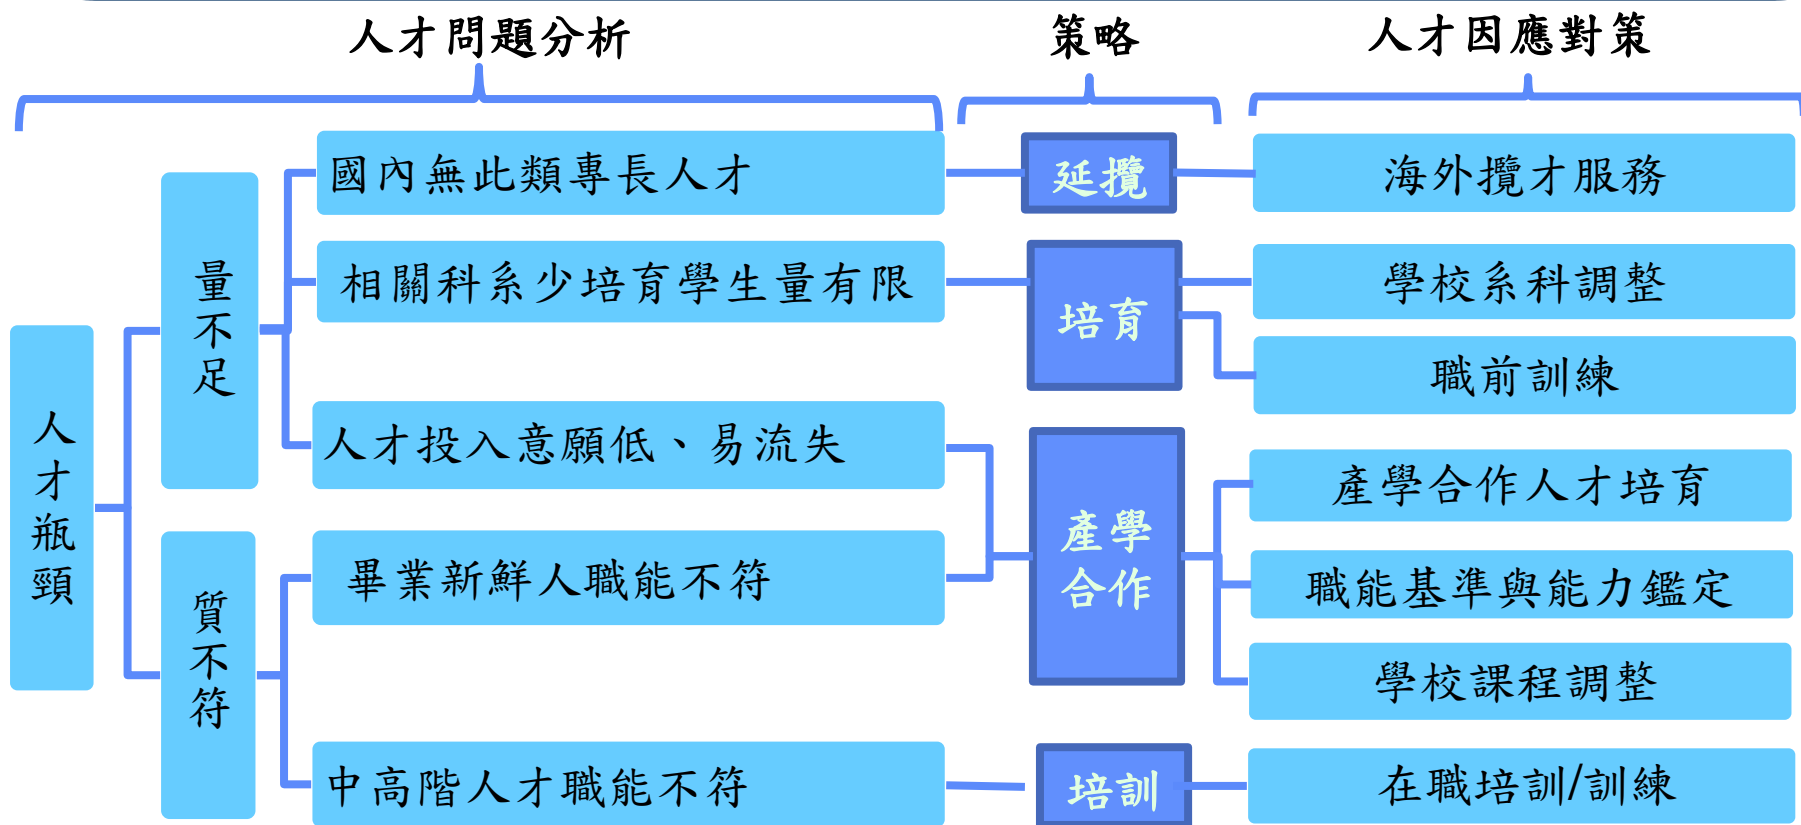 人才問題分析
策略
人才因應對策
人才瓶頸
量不足
國內無此類專長人才
延攬
海外攬才服務
相關科系少培育學生量有限
培育
學校系科調整
職前訓練
人才投入意願低、易流失
產學
合作
產學合作人才培育
質不符
畢業新鮮人職能不符
職能基準與能力鑑定
學校課程調整
中高階人才職能不符
培訓
在職培訓/訓練